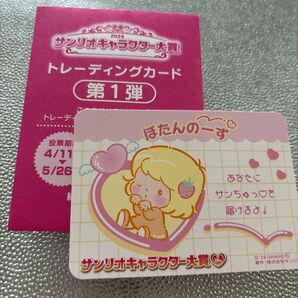 2024
サンリオキャラクター大賞
トレーディングカード
第1弾
投票期
4/11
5/26
ぼたんのーず
あなたに
サンちゅっ♡を
届けるよ↓
サンリオキャラクター大賞
© '24 SANRIO